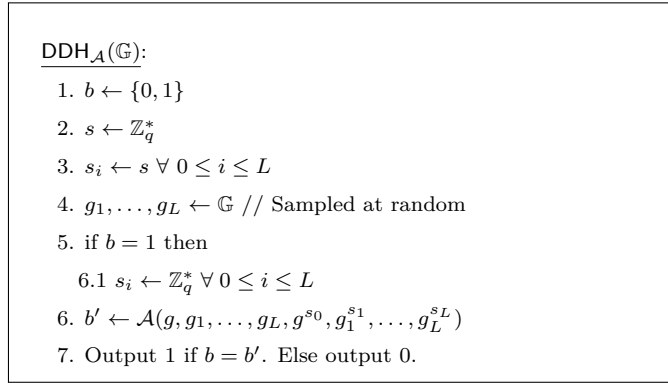 DDH_𝒜(𝔾):
1. b ← {0, 1}
2. s ← ℤ_q^*
3. s_i ← s ∀ 0 ≤ i ≤ L
4. g_1, . . . , g_L ← 𝔾 // Sampled at random
5. if b = 1 then
6.1 s_i ← ℤ_q^* ∀ 0 ≤ i ≤ L
6. b′ ← 𝒜(g, g_1, . . . , g_L, g^{s_0}, g_1^{s_1}, . . . , g_L^{s_L})
7. Output 1 if b = b′. Else output 0.